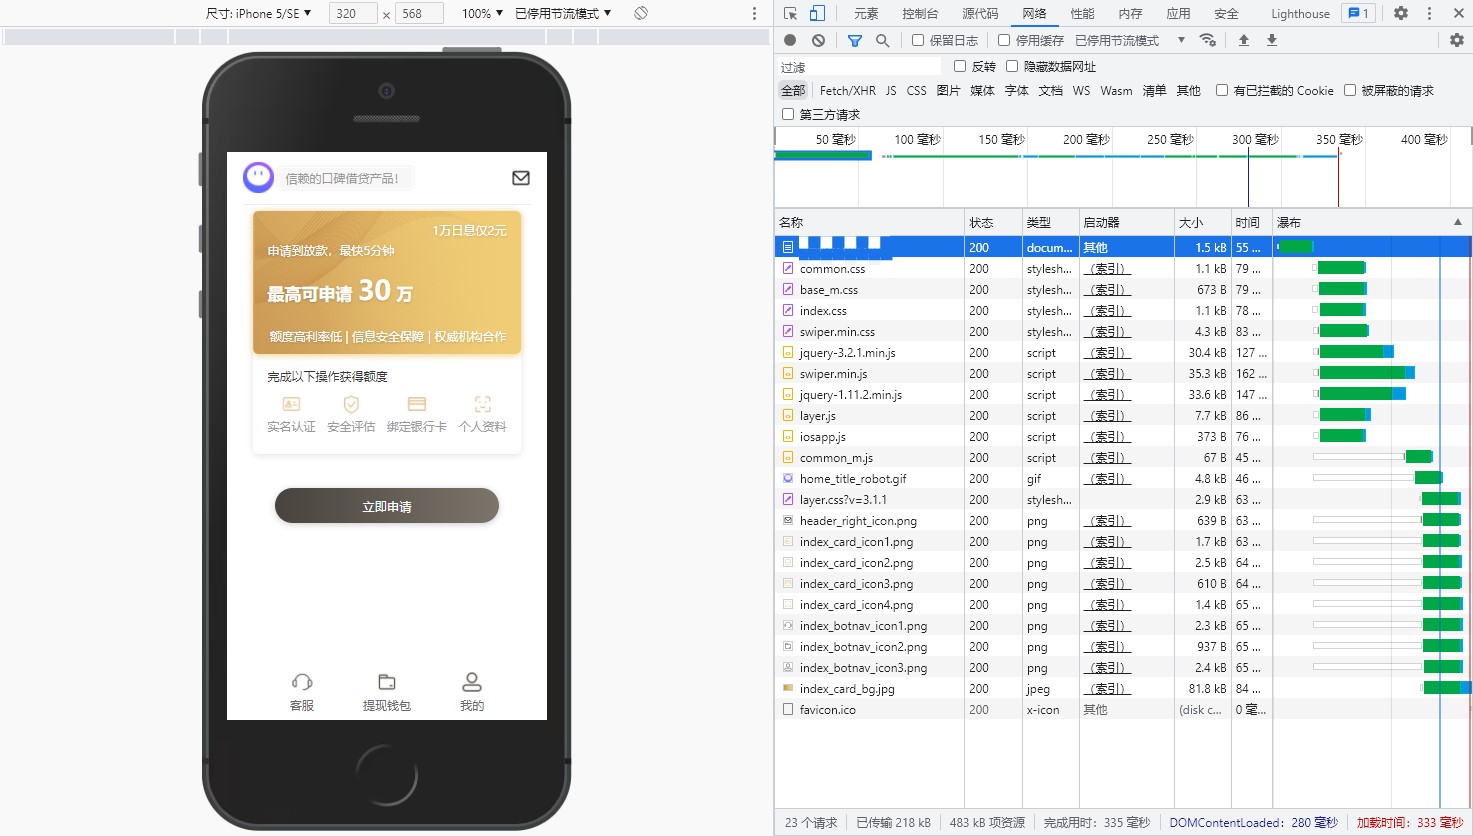 尺寸: iPhone 5/SE ▼ 320 × 568 100% ▼ 已停用节流模式 ▼
元素 控制台 源代码 网络 性能 内存 应用 安全 Lighthouse 1
保留日志 停用缓存 已停用节流模式 ▼
过滤 反转 隐藏数据网址
全部 Fetch/XHR JS CSS 图片 媒体 字体 文档 WS Wasm 清单 其他 有已拦截的 Cookie 被屏蔽的请求
第三方请求
50 毫秒 100 毫秒 150 毫秒 200 毫秒 250 毫秒 300 毫秒 350 毫秒 400 毫秒
信赖的口碑借贷产品！
1万日息仅2元
申请到放款，最快5分钟
最高可申请 30 万
额度高利率低 | 信息安全保障 | 权威机构合作
完成以下操作获得额度
实名认证 安全评估 绑定银行卡 个人资料
立即申请
客服 提现钱包 我的
名称 状态 类型 启动器 大小 时间 瀑布 ▲
200 docum... 其他 1.5 kB 55 ...
common.css 200 stylesh... （索引） 1.1 kB 79 ...
base_m.css 200 stylesh... （索引） 673 B 79 ...
index.css 200 stylesh... （索引） 1.1 kB 78 ...
swiper.min.css 200 stylesh... （索引） 4.3 kB 83 ...
jquery-3.2.1.min.js 200 script （索引） 30.4 kB 127 ...
swiper.min.js 200 script （索引） 35.3 kB 162 ...
jquery-1.11.2.min.js 200 script （索引） 33.6 kB 147 ...
layer.js 200 script （索引） 7.7 kB 86 ...
iosapp.js 200 script （索引） 373 B 76 ...
common_m.js 200 script （索引） 67 B 45 ...
home_title_robot.gif 200 gif （索引） 4.8 kB 46 ...
layer.css?v=3.1.1 200 stylesh... 2.9 kB 63 ...
header_right_icon.png 200 png （索引） 639 B 63 ...
index_card_icon1.png 200 png （索引） 1.7 kB 63 ...
index_card_icon2.png 200 png （索引） 2.5 kB 64 ...
index_card_icon3.png 200 png （索引） 610 B 64 ...
index_card_icon4.png 200 png （索引） 1.4 kB 65 ...
index_botnav_icon1.png 200 png （索引） 2.3 kB 65 ...
index_botnav_icon2.png 200 png （索引） 937 B 65 ...
index_botnav_icon3.png 200 png （索引） 2.4 kB 65 ...
index_card_bg.jpg 200 jpeg （索引） 81.8 kB 84 ...
favicon.ico 200 x-icon 其他 (disk c... 0 毫...
23 个请求 已传输 218 kB 483 kB 项资源 完成用时：335 毫秒 DOMContentLoaded：280 毫秒 加载时间：333 毫秒